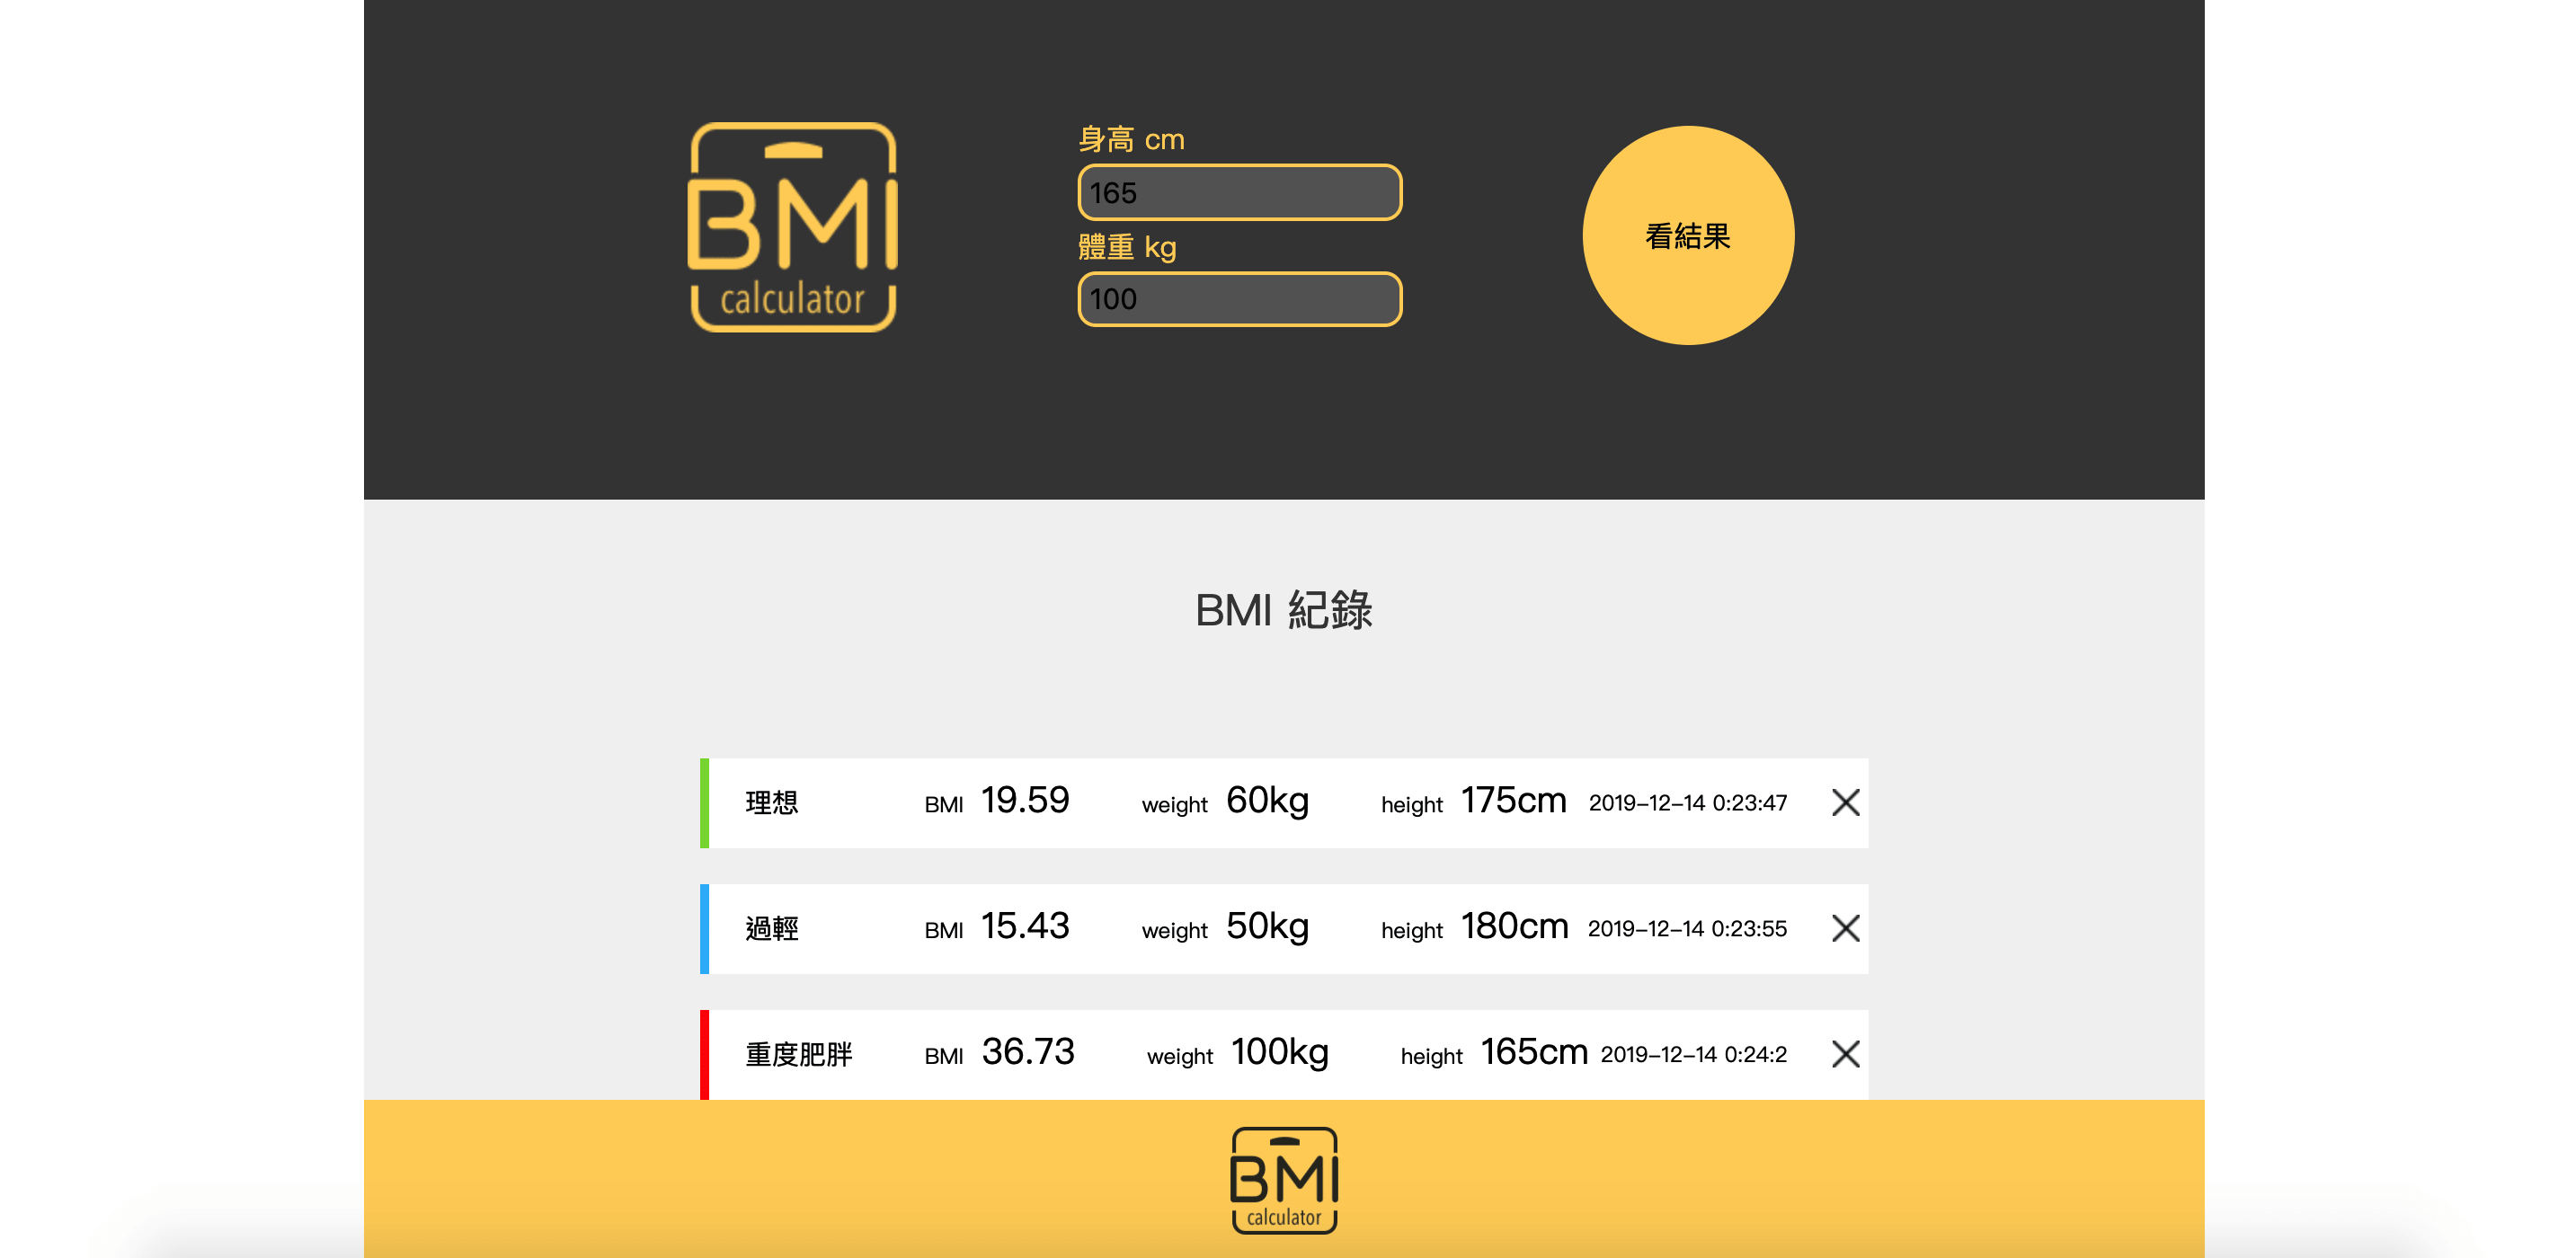 BMI
calculator
身高 cm
165
體重 kg
100
看結果
BMI 紀錄
理想 BMI 19.59 weight 60kg height 175cm 2019-12-14 0:23:47
過輕 BMI 15.43 weight 50kg height 180cm 2019-12-14 0:23:55
重度肥胖 BMI 36.73 weight 100kg height 165cm 2019-12-14 0:24:2
BMI
calculator